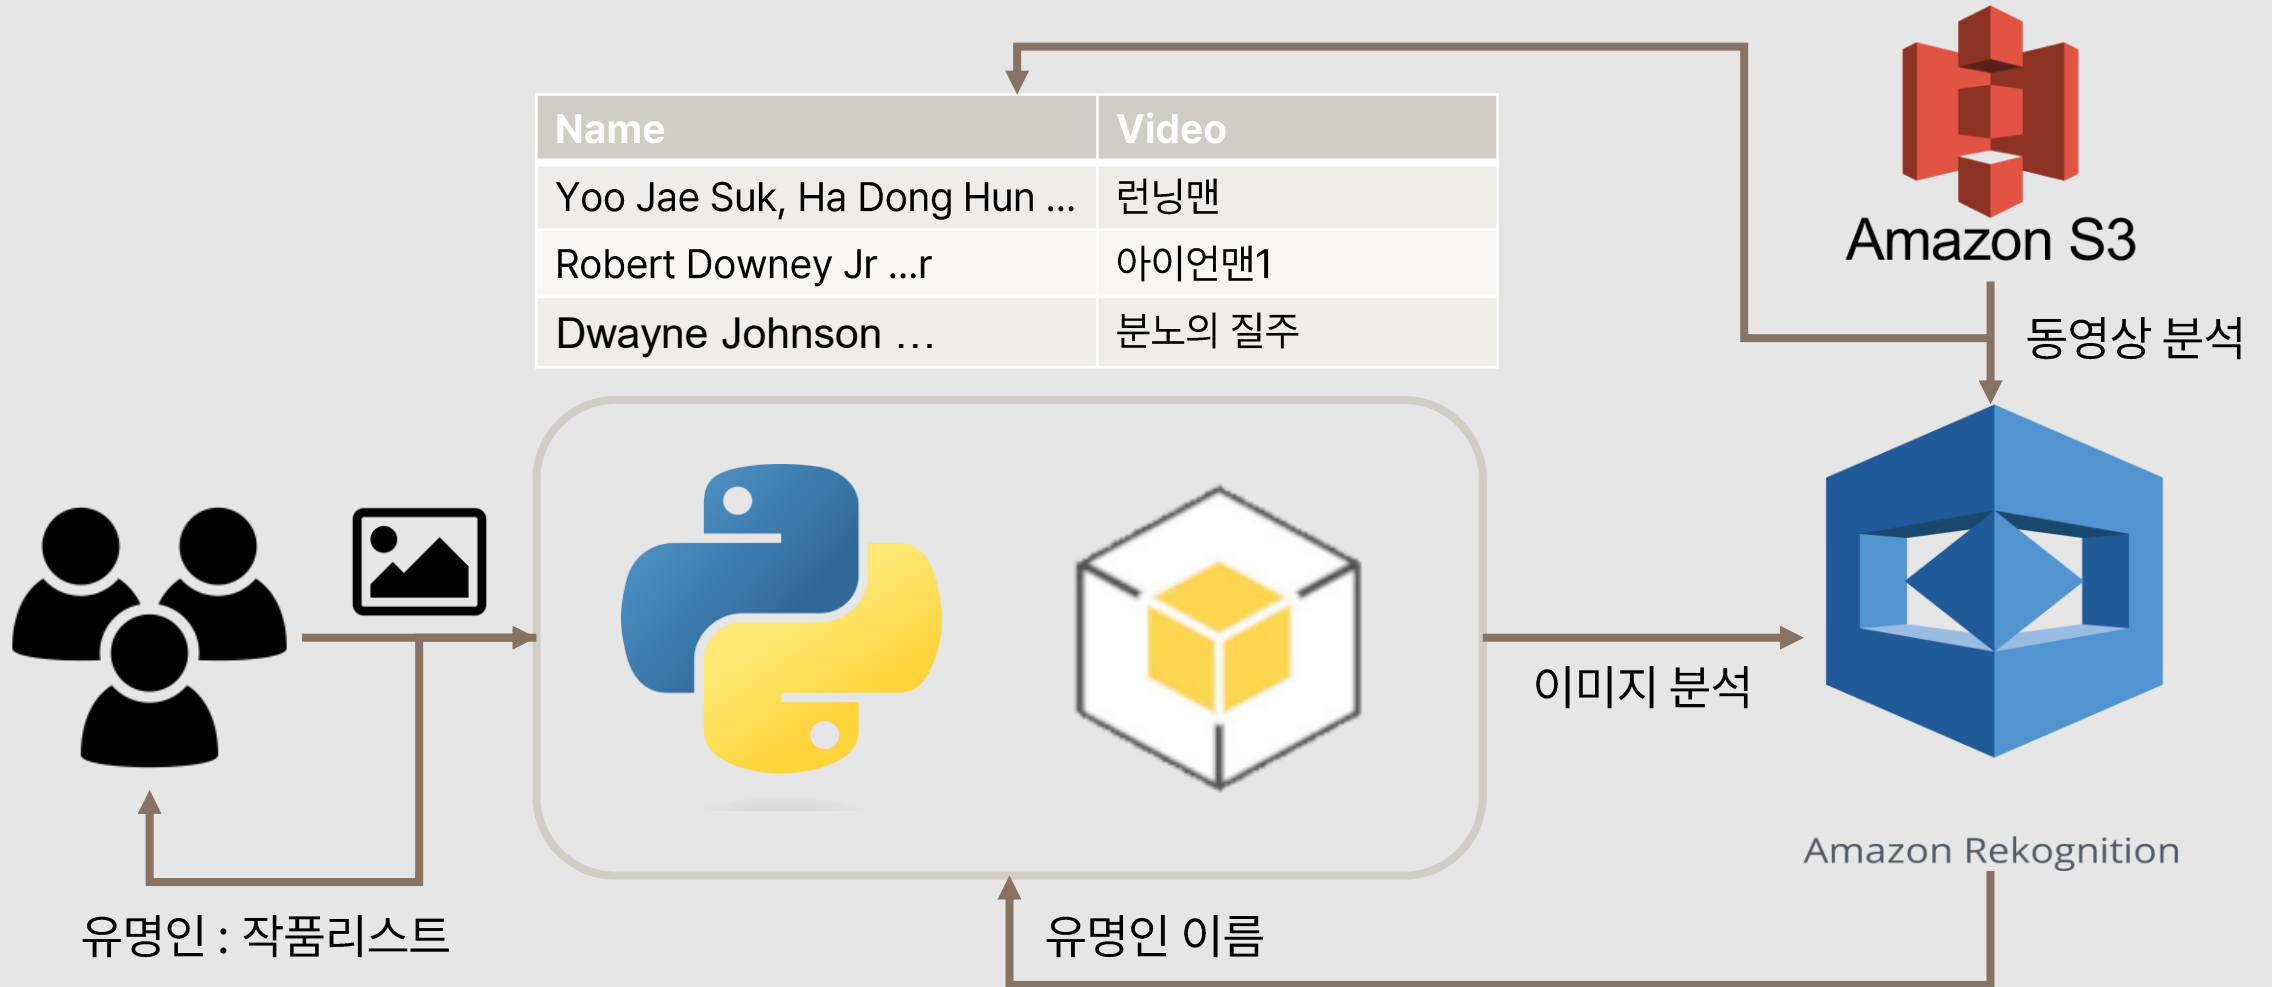 Name Video
Yoo Jae Suk, Ha Dong Hun ... 런닝맨
Robert Downey Jr ...r 아이언맨1
Dwayne Johnson ... 분노의 질주
Amazon S3
동영상 분석
이미지 분석
Amazon Rekognition
유명인 : 작품리스트
유명인 이름